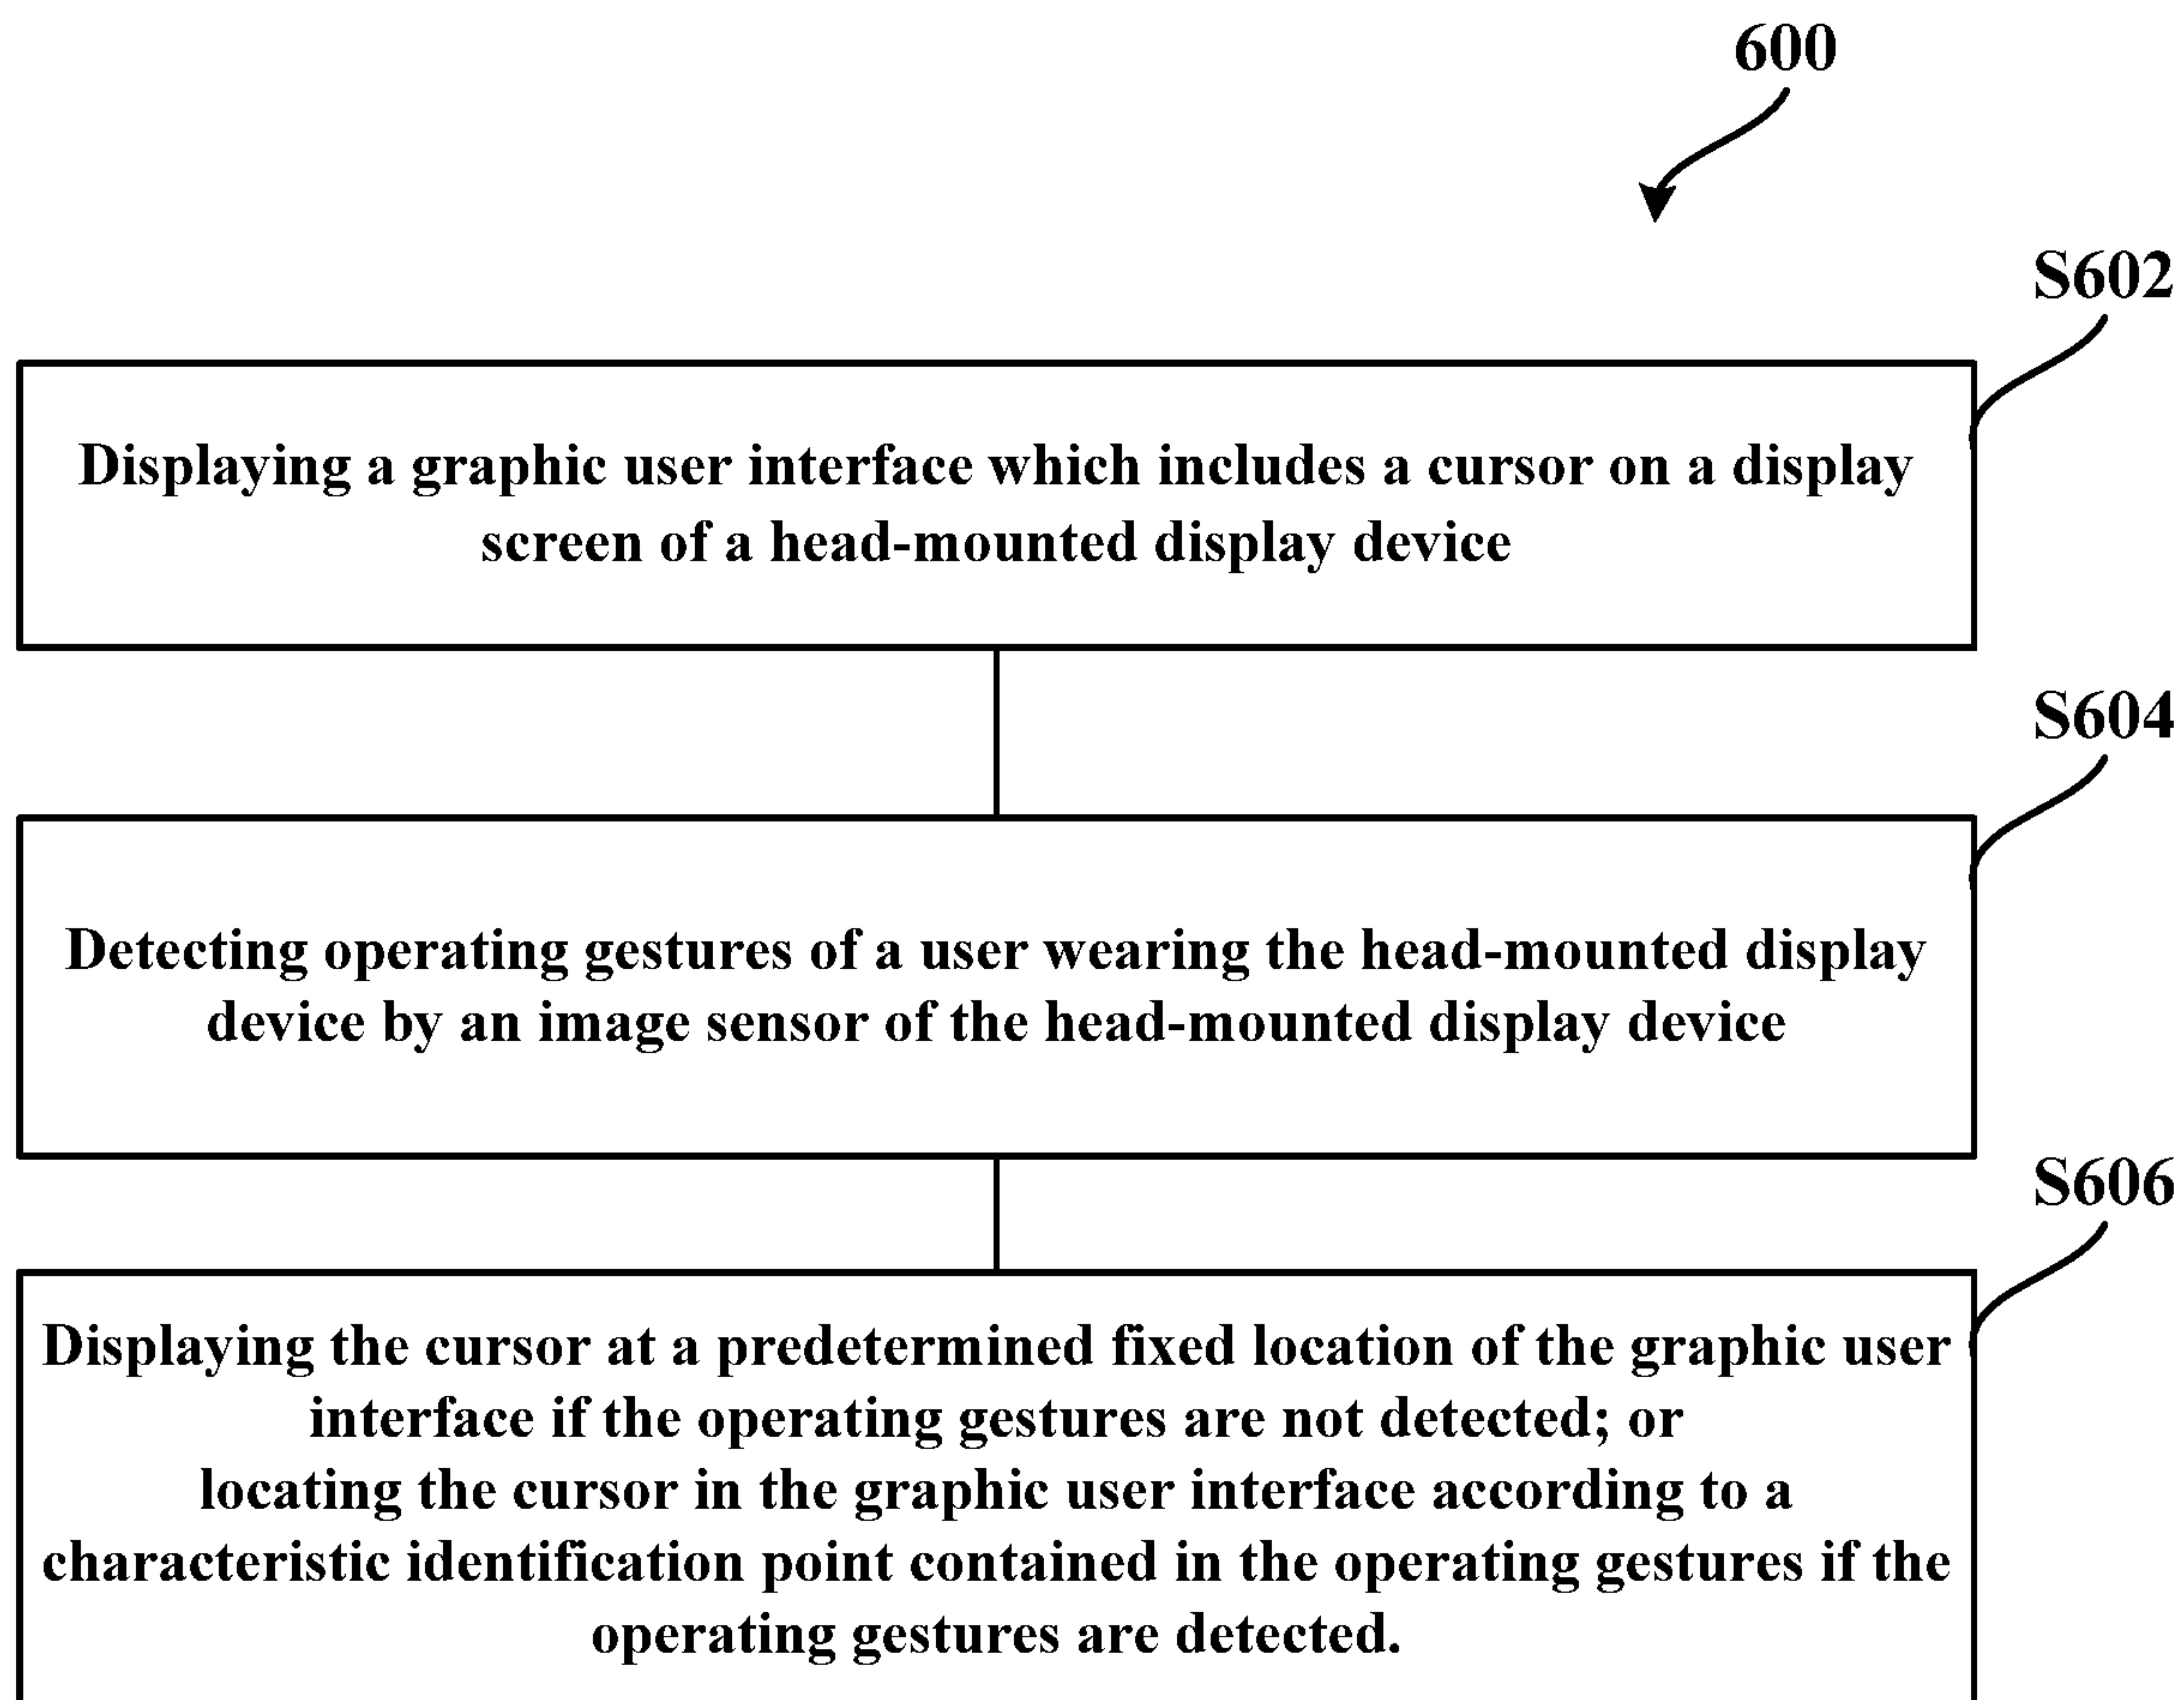 600
S602
Displaying a graphic user interface which includes a cursor on a display
screen of a head-mounted display device
S604
Detecting operating gestures of a user wearing the head-mounted display
device by an image sensor of the head-mounted display device
S606
Displaying the cursor at a predetermined fixed location of the graphic user
interface if the operating gestures are not detected; or
locating the cursor in the graphic user interface according to a
characteristic identification point contained in the operating gestures if the
operating gestures are detected.